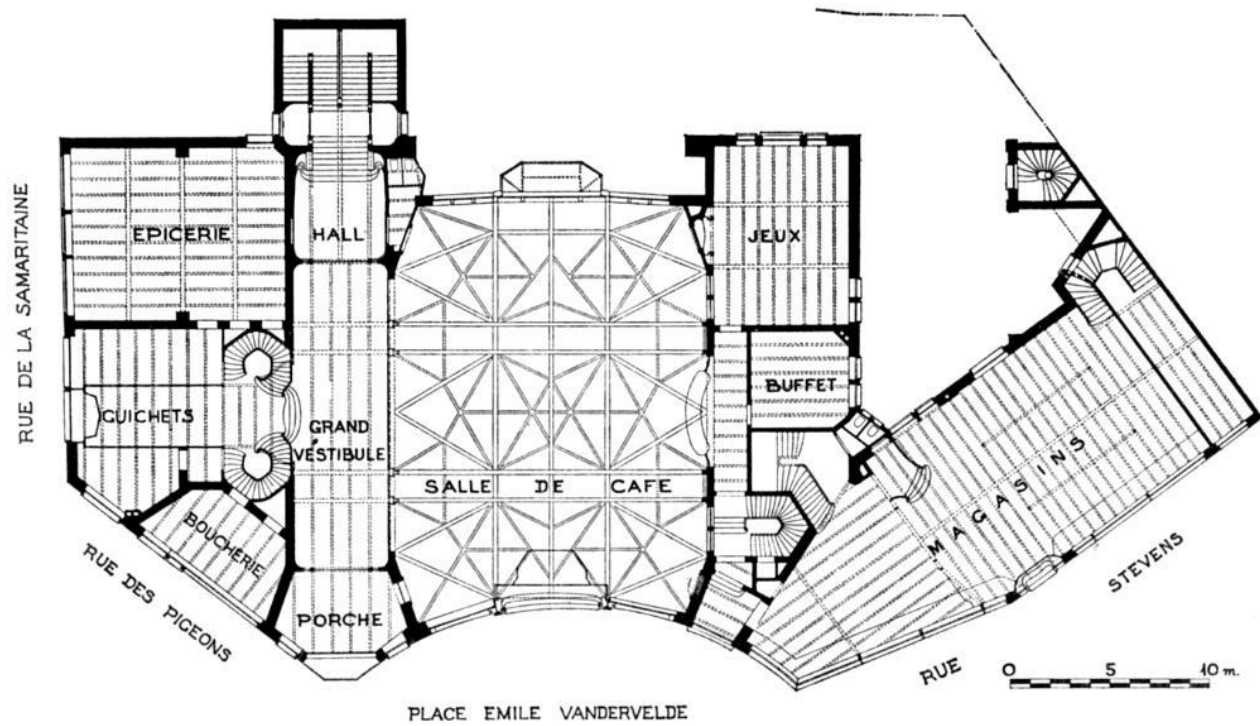 RUE DE LA SAMARITAINE
EPICERIE
HALL
JEUX
GUICHETS
GRAND
VESTIBULE
BUFFET
SALLE DE CAFE
BOUCHERIE
PORCHE
MAGASINS
RUE DES PIGEONS
RUE STEVENS
0 5 10 m.
PLACE EMILE VANDERVELDE